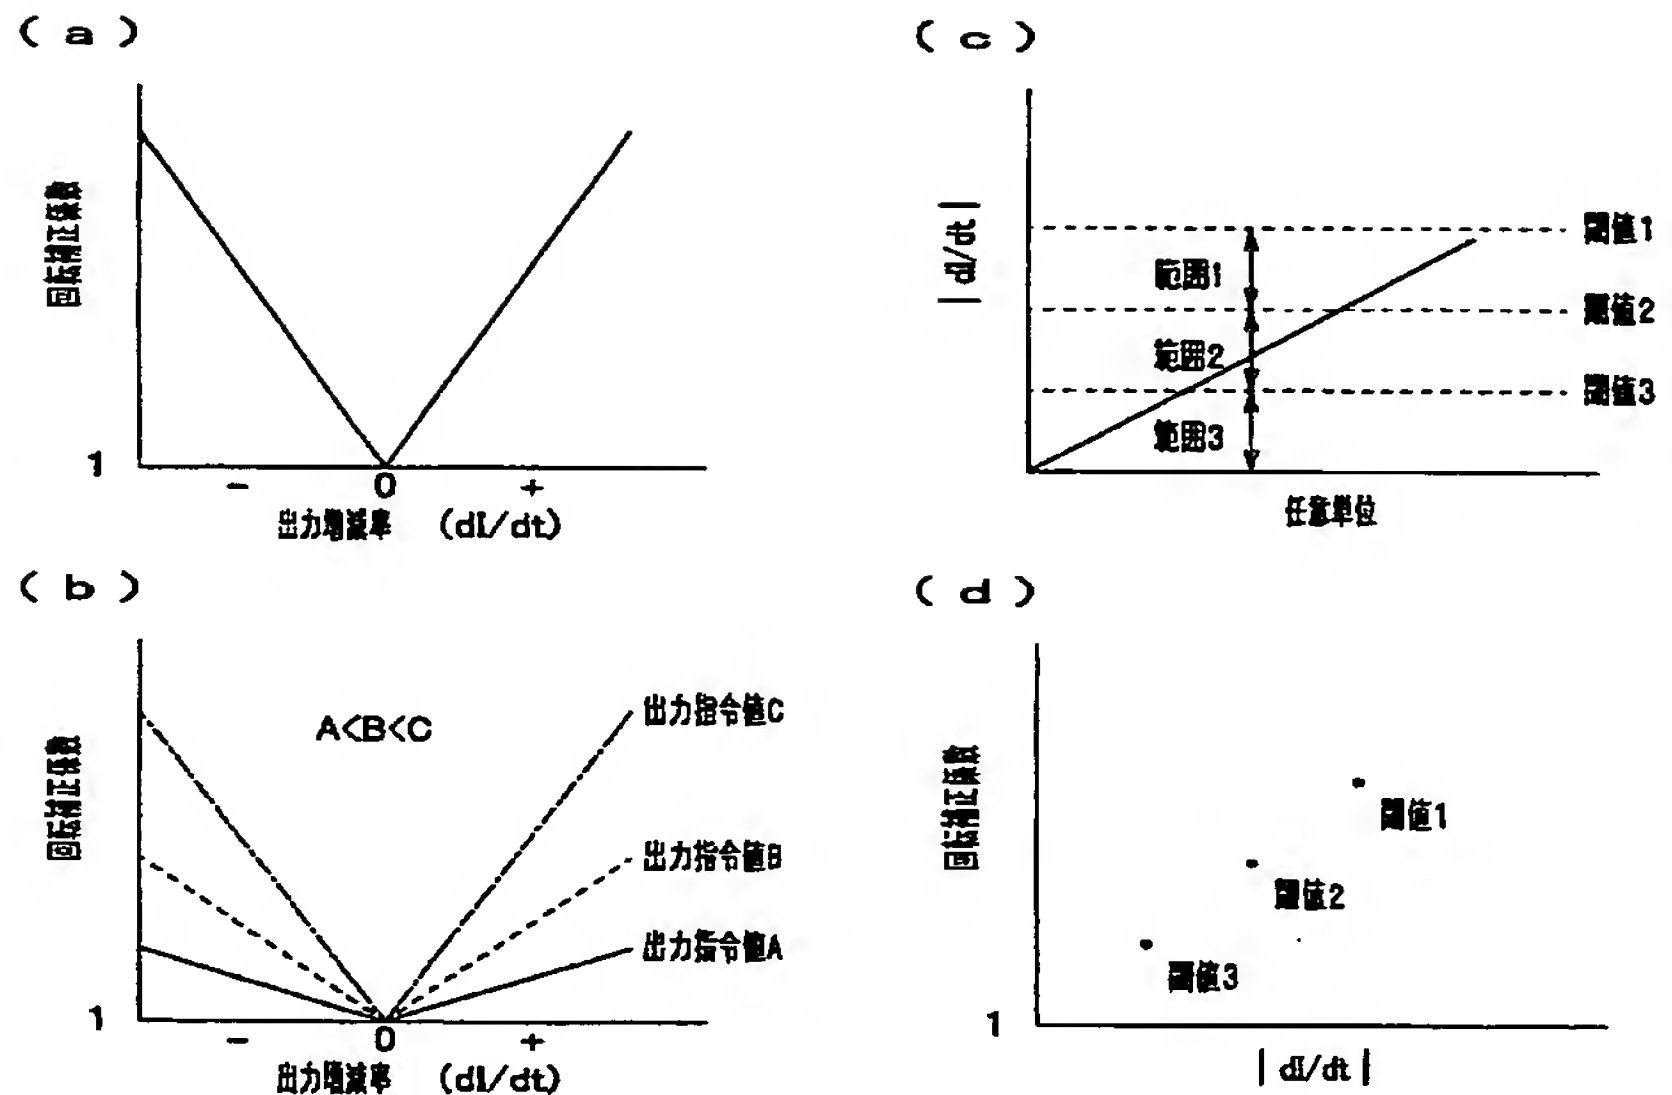 (a)
回転補正係数
1
- 0 +
出力増減率 (dI/dt)
(b)
A<B<C
出力指令値C
出力指令値B
出力指令値A
回転補正係数
1
- 0 +
出力増減率 (dI/dt)
(c)
|dI/dt|
閾値1
範囲1
閾値2
範囲2
閾値3
範囲3
任意単位
(d)
回転補正係数
閾値1
閾値2
閾値3
1
|dI/dt|